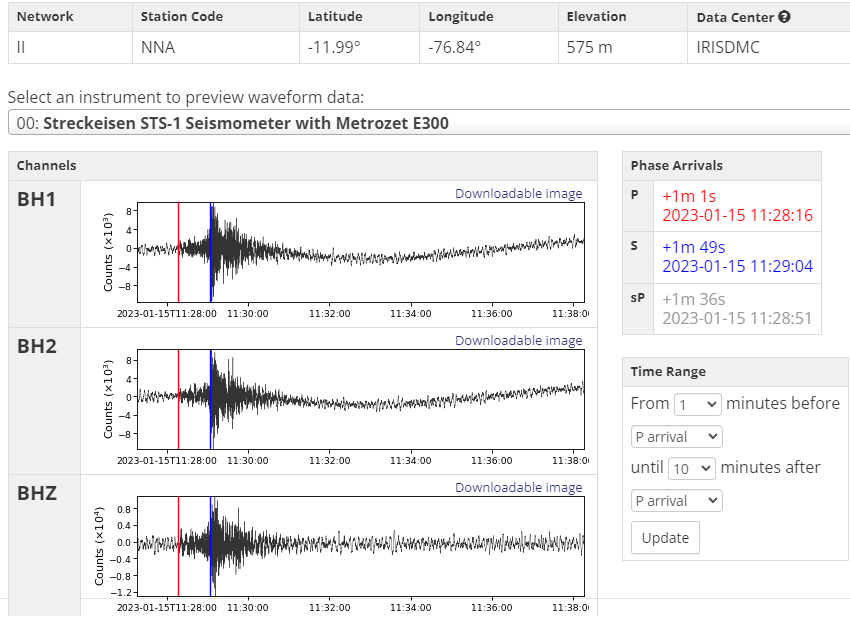 Network Station Code Latitude Longitude Elevation Data Center ?
II NNA -11.99° -76.84° 575 m IRISDMC
Select an instrument to preview waveform data:
00: Streckeisen STS-1 Seismometer with Metrozet E300
Channels
BH1
Downloadable image
Counts (×10³)
8
4
0
−4
−8
2023-01-15T11:28:00 11:30:00 11:32:00 11:34:00 11:36:00 11:38:0
BH2
Downloadable image
Counts (×10³)
8
4
0
−4
−8
2023-01-15T11:28:00 11:30:00 11:32:00 11:34:00 11:36:00 11:38:0
BHZ
Downloadable image
Counts (×10⁴)
0.8
0.4
0.0
−0.4
−0.8
−1.2
2023-01-15T11:28:00 11:30:00 11:32:00 11:34:00 11:36:00 11:38:0
Phase Arrivals
P +1m 1s
2023-01-15 11:28:16
S +1m 49s
2023-01-15 11:29:04
sP +1m 36s
2023-01-15 11:28:51
Time Range
From 1 minutes before
P arrival
until 10 minutes after
P arrival
Update